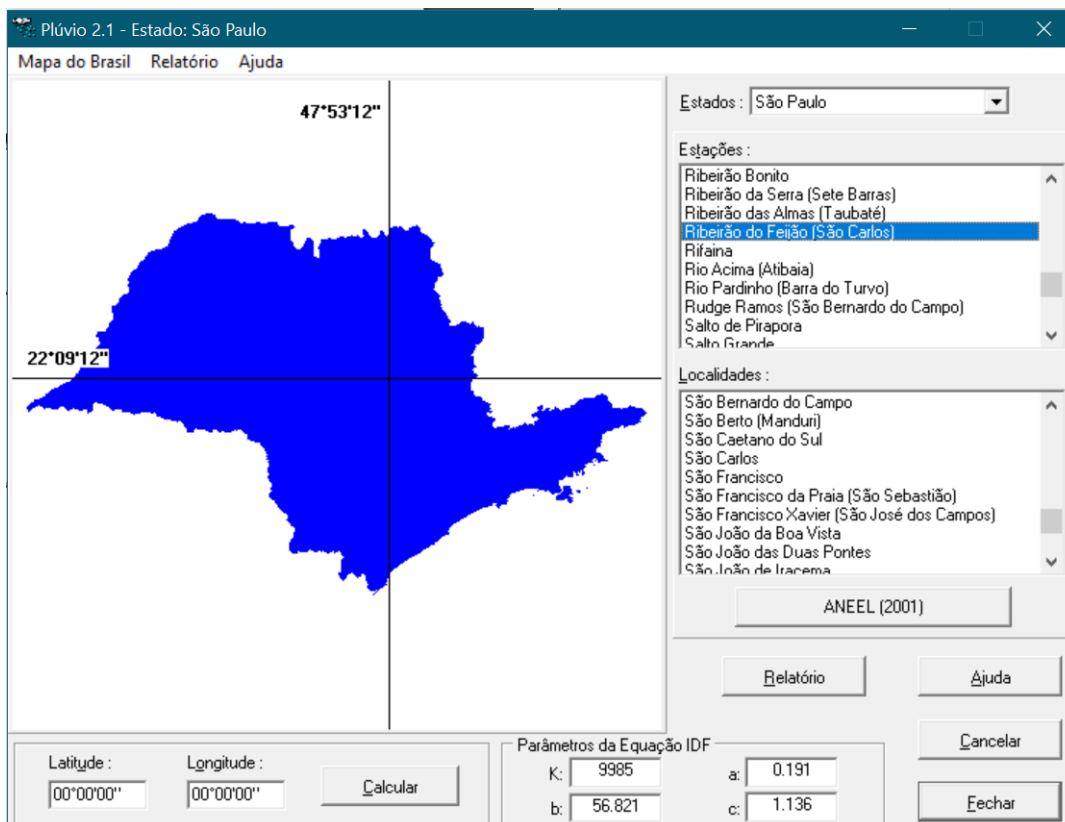 Plúvio 2.1 - Estado: São Paulo
Mapa do Brasil Relatório Ajuda
47°53'12"
22°09'12"
Estados : São Paulo
Estações :
Ribeirão Bonito
Ribeirão da Serra (Sete Barras)
Ribeirão das Almas (Taubaté)
Ribeirão do Feijão (São Carlos)
Rifaina
Rio Acima (Atibaia)
Rio Pardinho (Barra do Turvo)
Rudge Ramos (São Bernardo do Campo)
Salto de Pirapora
Salto Grande
Localidades :
São Bernardo do Campo
São Berto (Manduri)
São Caetano do Sul
São Carlos
São Francisco
São Francisco da Praia (São Sebastião)
São Francisco Xavier (São José dos Campos)
São João da Boa Vista
São João das Duas Pontes
São João de Iracema
ANEEL (2001)
Relatório Ajuda
Cancelar
Fechar
Latitude : Longitude :
00°00'00'' 00°00'00'' Calcular
Parâmetros da Equação IDF
K: 9985 a: 0.191
b: 56.821 c: 1.136